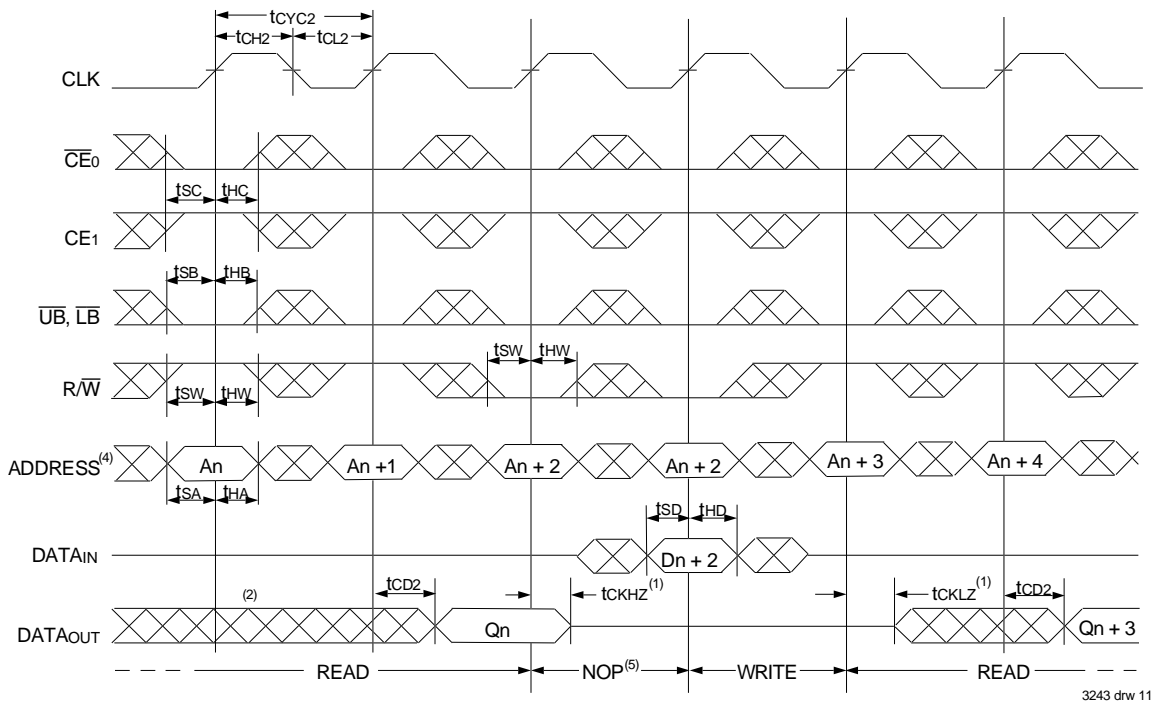 tCYC2
tCH2 tCL2
CLK
CE0
tSC tHC
CE1
tSB tHB
UB, LB
tSW tHW
R/W
tSW tHW
ADDRESS(4) An An +1 An + 2 An + 2 An + 3 An + 4
tSA tHA
tSD tHD
DATAIN Dn + 2
(2) tCD2 tCKHZ(1) tCKLZ(1) tCD2
DATAOUT Qn Qn + 3
READ NOP(5) WRITE READ
3243 drw 11